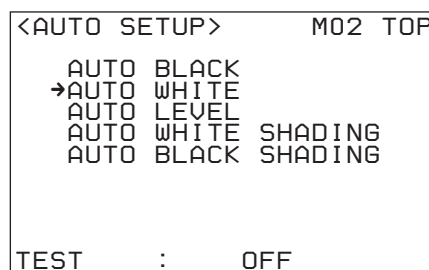 <AUTO SETUP> M02 TOP
AUTO BLACK
→AUTO WHITE
AUTO LEVEL
AUTO WHITE SHADING
AUTO BLACK SHADING
TEST : OFF